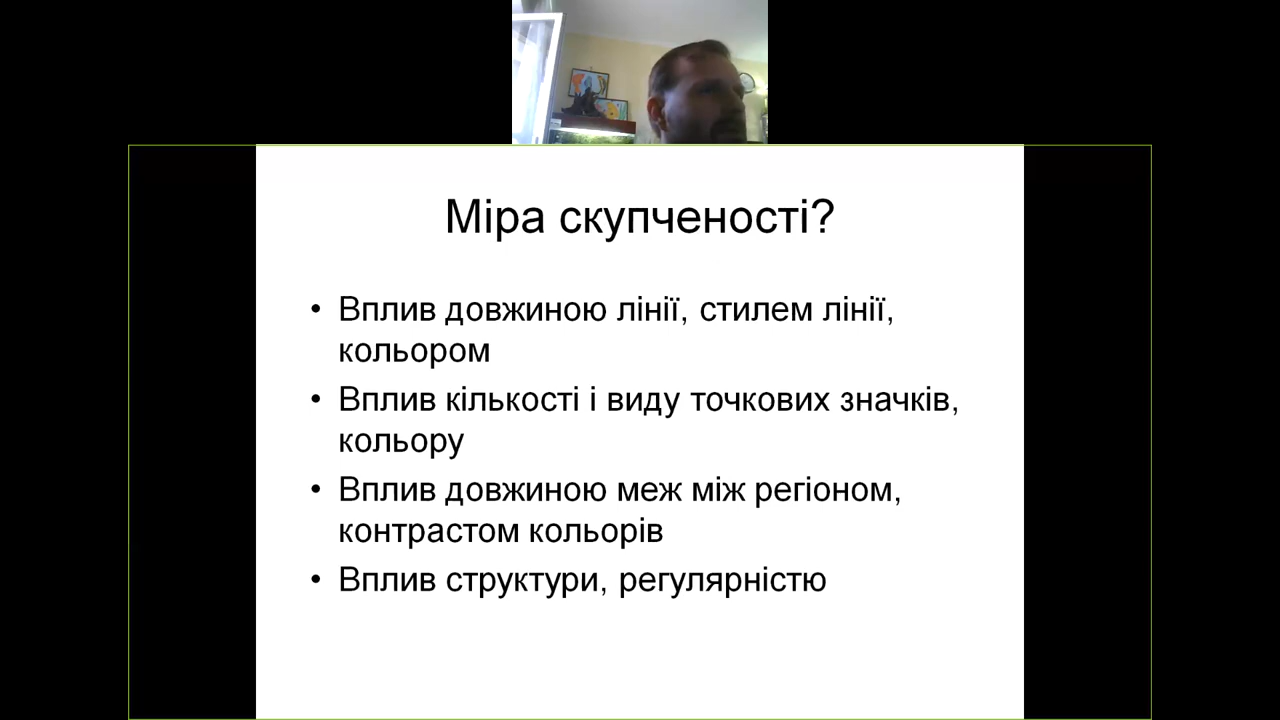 Міра скупченості?
• Вплив довжиною лінії, стилем лінії,
кольором
• Вплив кількості і виду точкових значків,
кольору
• Вплив довжиною меж між регіоном,
контрастом кольорів
• Вплив структури, регулярністю